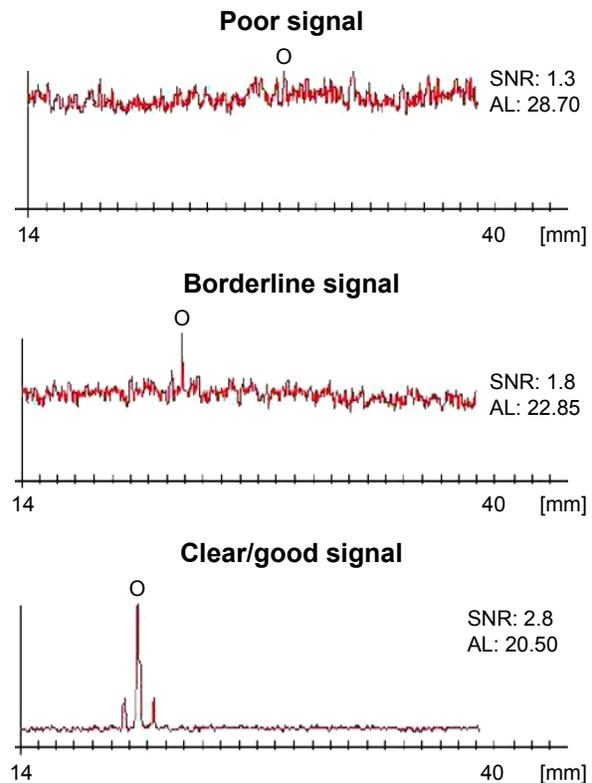 Poor signal
O
SNR: 1.3
AL: 28.70
14 40 [mm]
Borderline signal
O
SNR: 1.8
AL: 22.85
14 40 [mm]
Clear/good signal
O
SNR: 2.8
AL: 20.50
14 40 [mm]